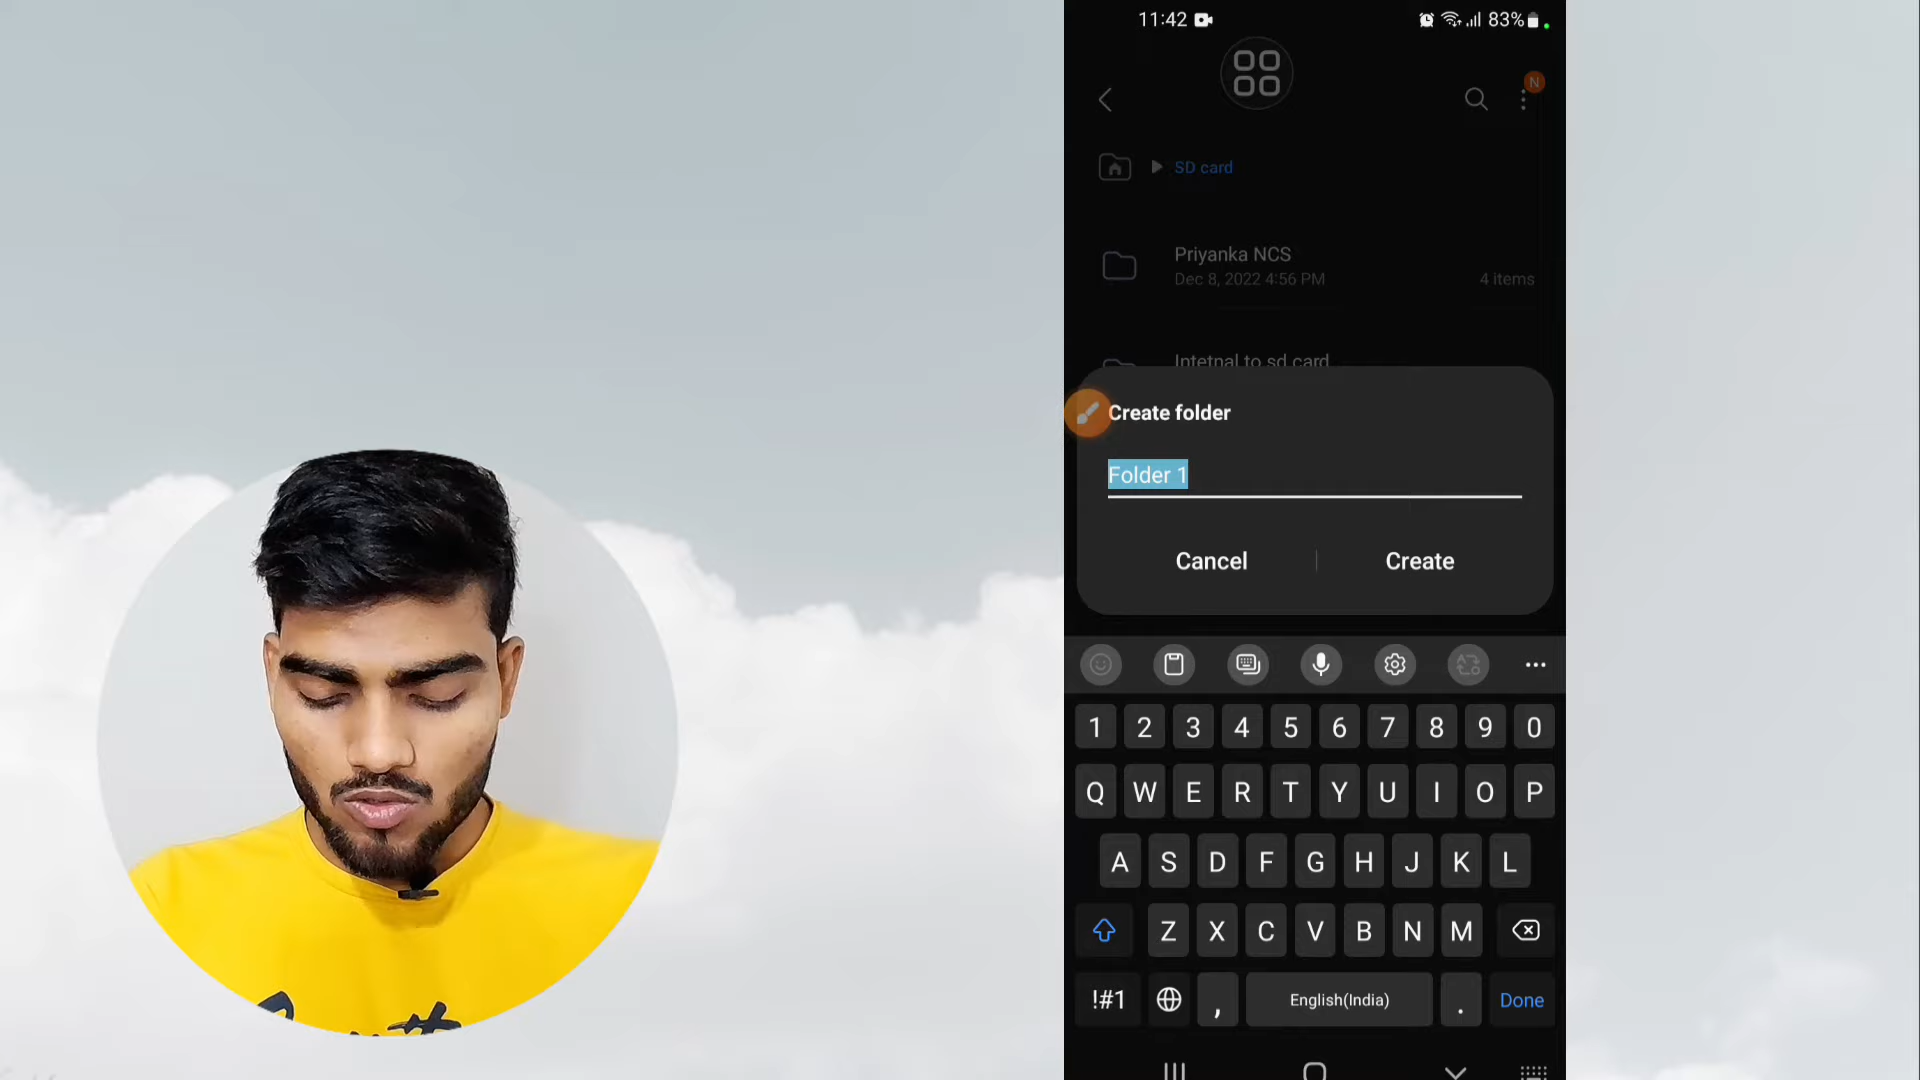 11:42
83%
N
SD card
Priyanka NCS
Dec 8, 2022 4:56 PM
4 items
Intetnal to sd card
Create folder
Folder 1
Cancel
Create
1 2 3 4 5 6 7 8 9 0
Q W E R T Y U I O P
A S D F G H J K L
Z X C V B N M
!#1 , English(India) . Done